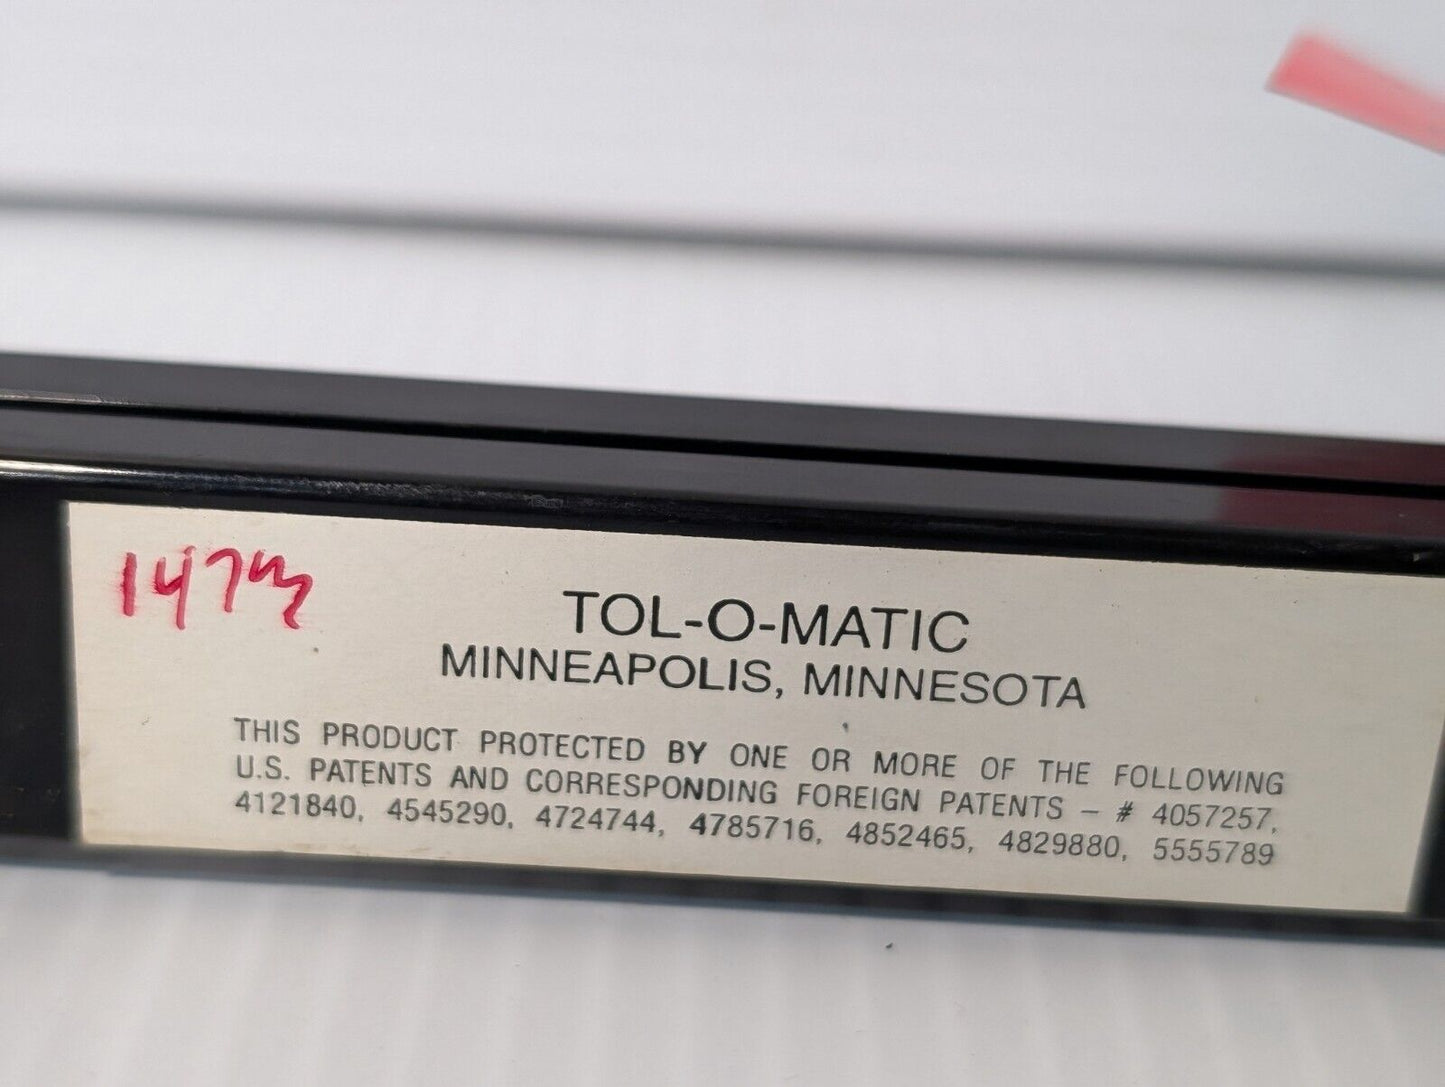 1473
TOL-O-MATIC
MINNEAPOLIS, MINNESOTA
THIS PRODUCT PROTECTED BY ONE OR MORE OF THE FOLLOWING
U.S. PATENTS AND CORRESPONDING FOREIGN PATENTS – # 4057257,
4121840, 4545290, 4724744, 4785716, 4852465, 4829880, 5555789